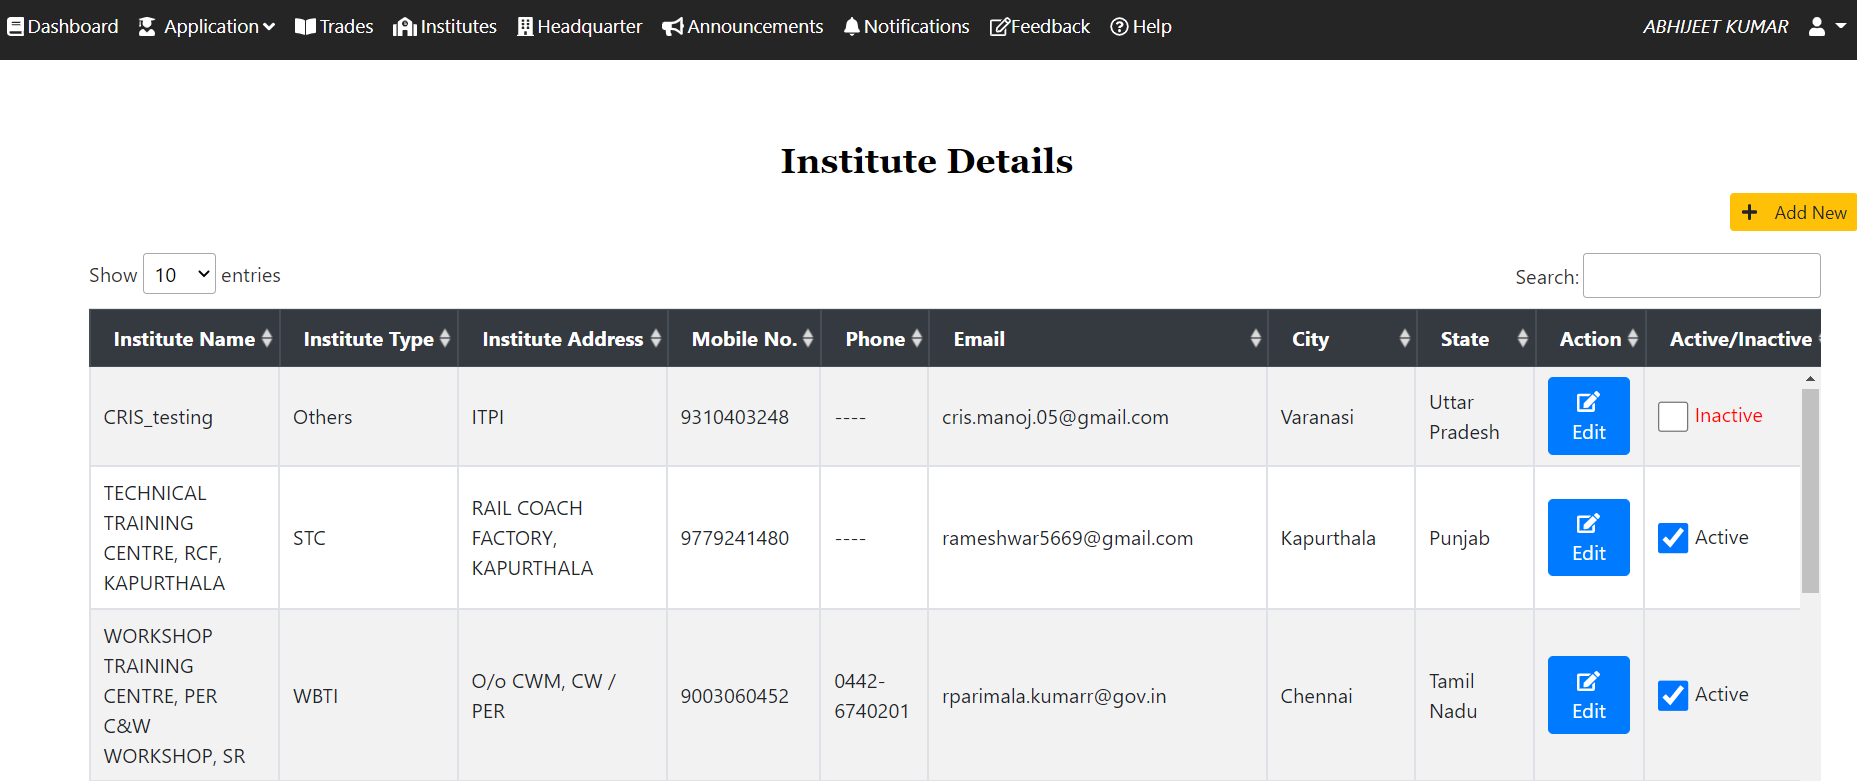 Dashboard Application Trades Institutes Headquarter Announcements Notifications Feedback Help ABHIJEET KUMAR
Institute Details
Add New
Show 10 entries
Search:
Institute Name Institute Type Institute Address Mobile No. Phone Email City State Action Active/Inactive
CRIS_testing
Others
ITPI
9310403248
----
cris.manoj.05@gmail.com
Varanasi
Uttar
Pradesh
Edit
Inactive
TECHNICAL
TRAINING
CENTRE, RCF,
KAPURTHALA
STC
RAIL COACH
FACTORY,
KAPURTHALA
9779241480
----
rameshwar5669@gmail.com
Kapurthala
Punjab
Edit
Active
WORKSHOP
TRAINING
CENTRE, PER
C&W
WORKSHOP, SR
WBTI
O/o CWM, CW /
PER
9003060452
0442-
6740201
rparimala.kumarr@gov.in
Chennai
Tamil
Nadu
Edit
Active